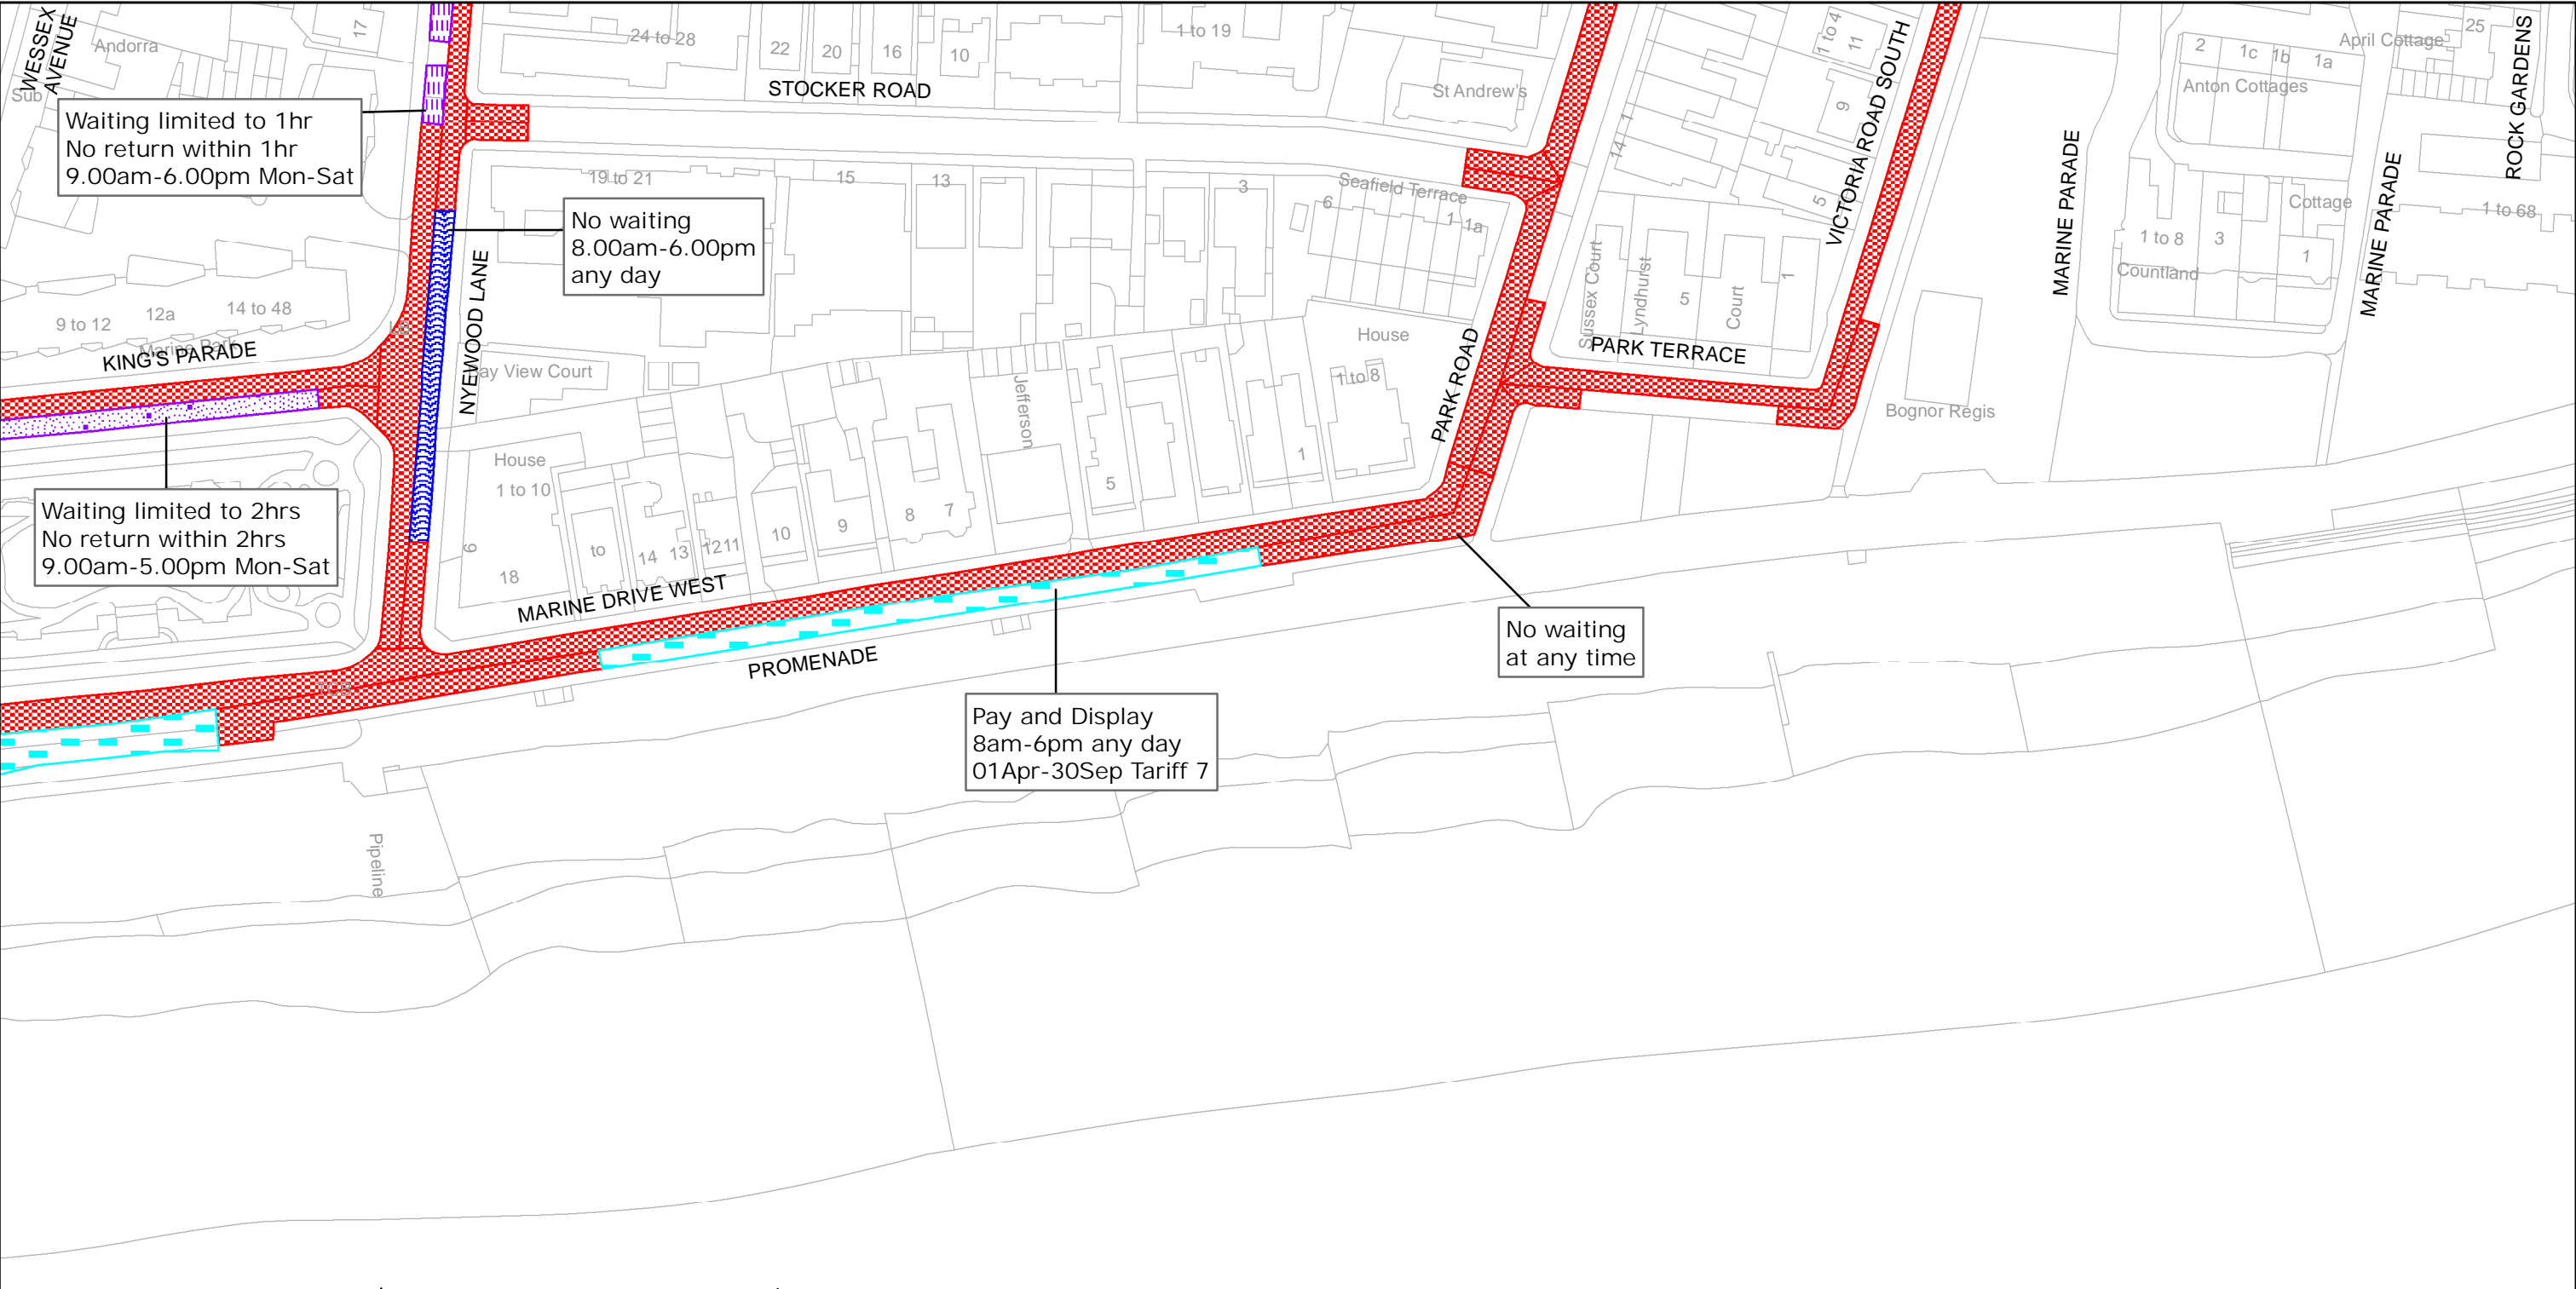 WESSEX
AVENUE
Andorra
17
24 to 28
22
20
16
10
1 to 19
STOCKER ROAD
St Andrew's
1 to 4
11
9
VICTORIA ROAD SOUTH
2
1c
1b
1a
April Cottage
25
Anton Cottages
ROCK GARDENS
Sub
Waiting limited to 1hr
No return within 1hr
9.00am-6.00pm Mon-Sat
19 to 21
15
13
3
Seafield Terrace
6
1
1a
14
1
5
MARINE PARADE
MARINE PARADE
Cottage
1 to 68
1 to 8
3
1
Countland
No waiting
8.00am-6.00pm
any day
NYEWOOD LANE
9 to 12
12a
14 to 48
LB
Marine Park
KING'S PARADE
Bay View Court
House
1 to 8
Sussex Court
Lyndhurst
5
Court
1
PARK TERRACE
PARK ROAD
Bognor Regis
Jefferson
House
1 to 10
5
1
Waiting limited to 2hrs
No return within 2hrs
9.00am-5.00pm Mon-Sat
6
18
to
14
13
12
11
10
9
8
7
MARINE DRIVE WEST
PROMENADE
No waiting
at any time
TCB
Pay and Display
8am-6pm any day
01Apr-30Sep Tariff 7
Pipeline